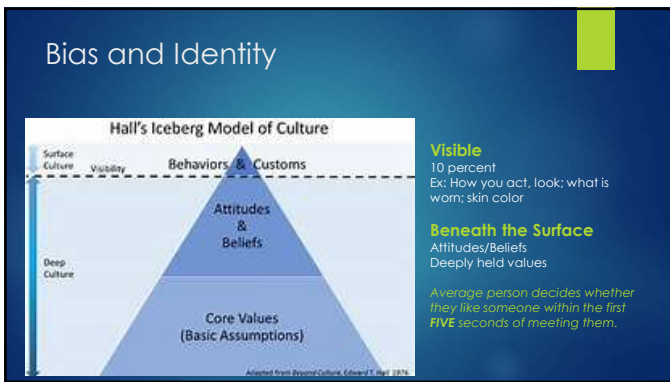 Bias and Identity
Hall's Iceberg Model of Culture
Surface
Culture
Visibility
Behaviors & Customs
Attitudes
&
Beliefs
Deep
Culture
Core Values
(Basic Assumptions)
Adapted from Beyond Culture, Edward T. Hall 1976
Visible
10 percent
Ex: How you act, look; what is
worn; skin color
Beneath the Surface
Attitudes/Beliefs
Deeply held values
Average person decides whether
they like someone within the first
FIVE seconds of meeting them.